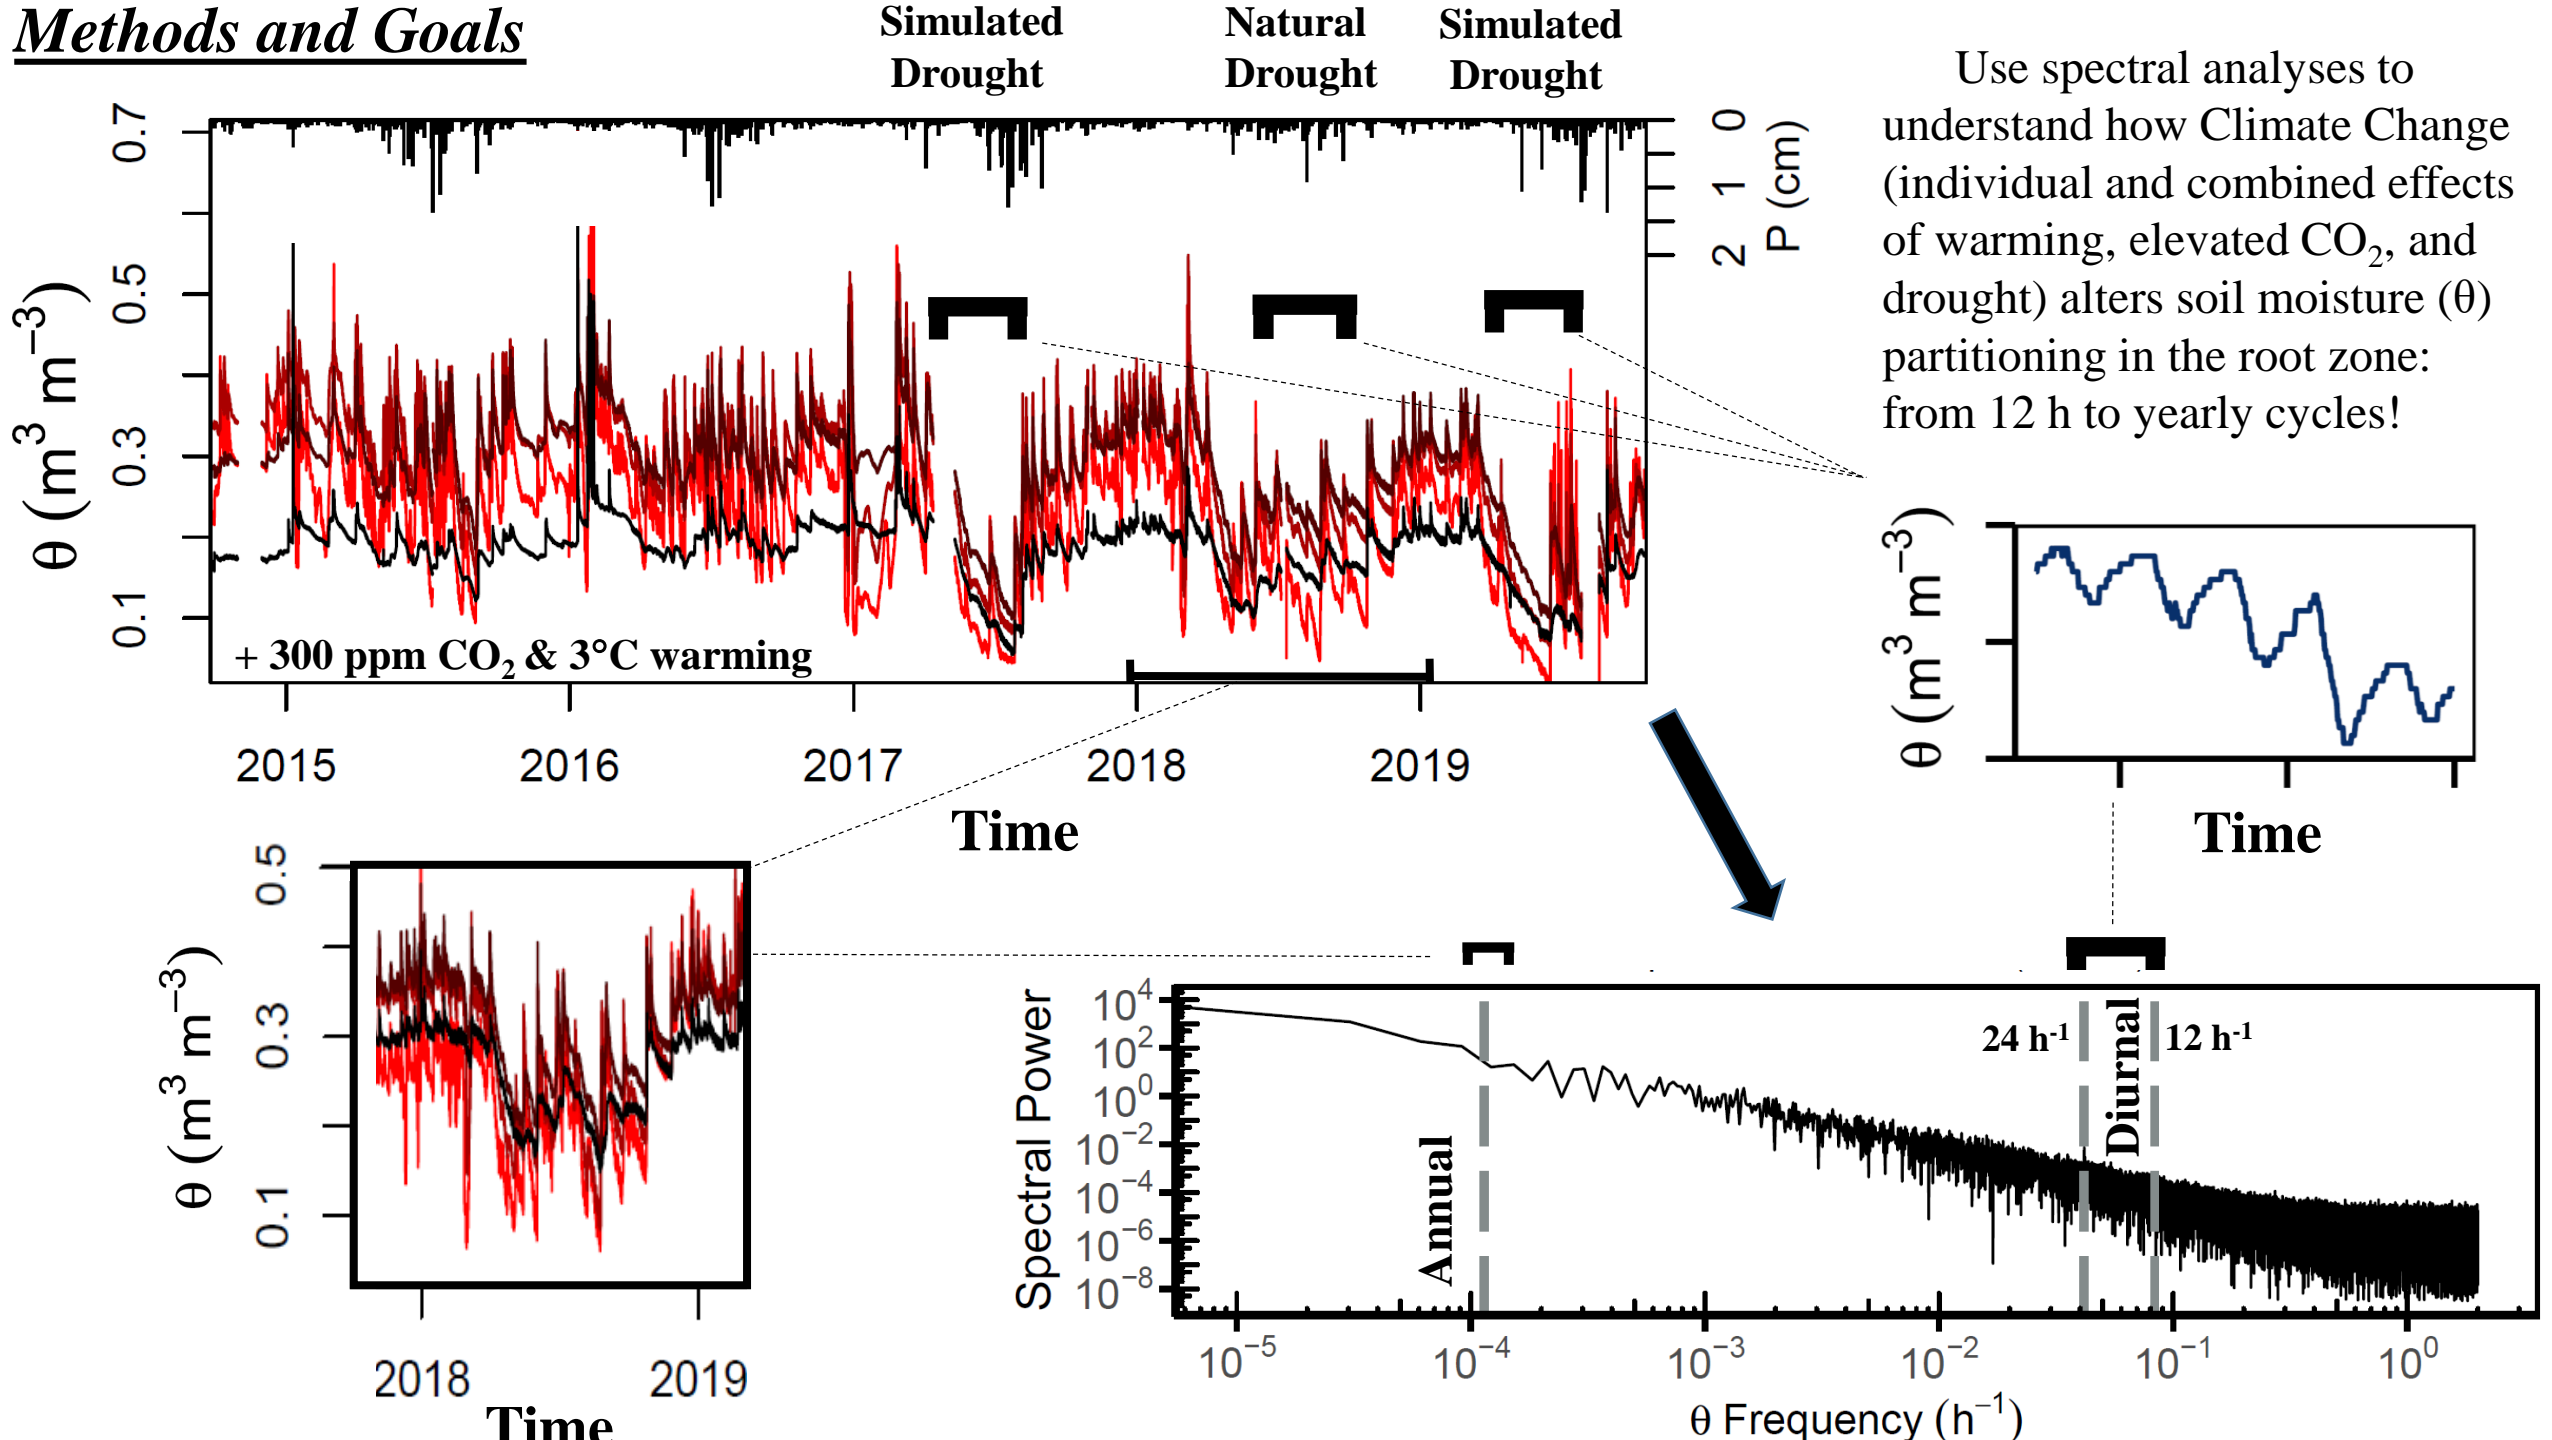 Methods and Goals
Simulated
Drought
Natural
Drought
Simulated
Drought
Use spectral analyses to
understand how Climate Change
(individual and combined effects
of warming, elevated CO₂, and
drought) alters soil moisture (θ)
partitioning in the root zone:
from 12 h to yearly cycles!
θ (m³ m⁻³)
0.7
0.5
0.3
0.1
0
1
2
P (cm)
+ 300 ppm CO₂ & 3°C warming
2015
2016
2017
2018
2019
Time
θ (m³ m⁻³)
Time
θ (m³ m⁻³)
0.5
0.3
0.1
2018
2019
Time
Spectral Power
10⁴
10²
10⁰
10⁻²
10⁻⁴
10⁻⁶
10⁻⁸
Annual
24 h⁻¹
Diurnal
12 h⁻¹
10⁻⁵
10⁻⁴
10⁻³
10⁻²
10⁻¹
10⁰
θ Frequency (h⁻¹)